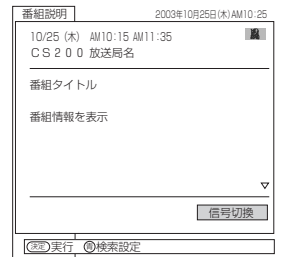 番組説明 2003年10月25日(木)AM10:25
10/25 (木) AM10:15 AM11:35
CS200 放送局名
番組タイトル
番組情報を表示
信号切換
決定 実行 青 検索設定